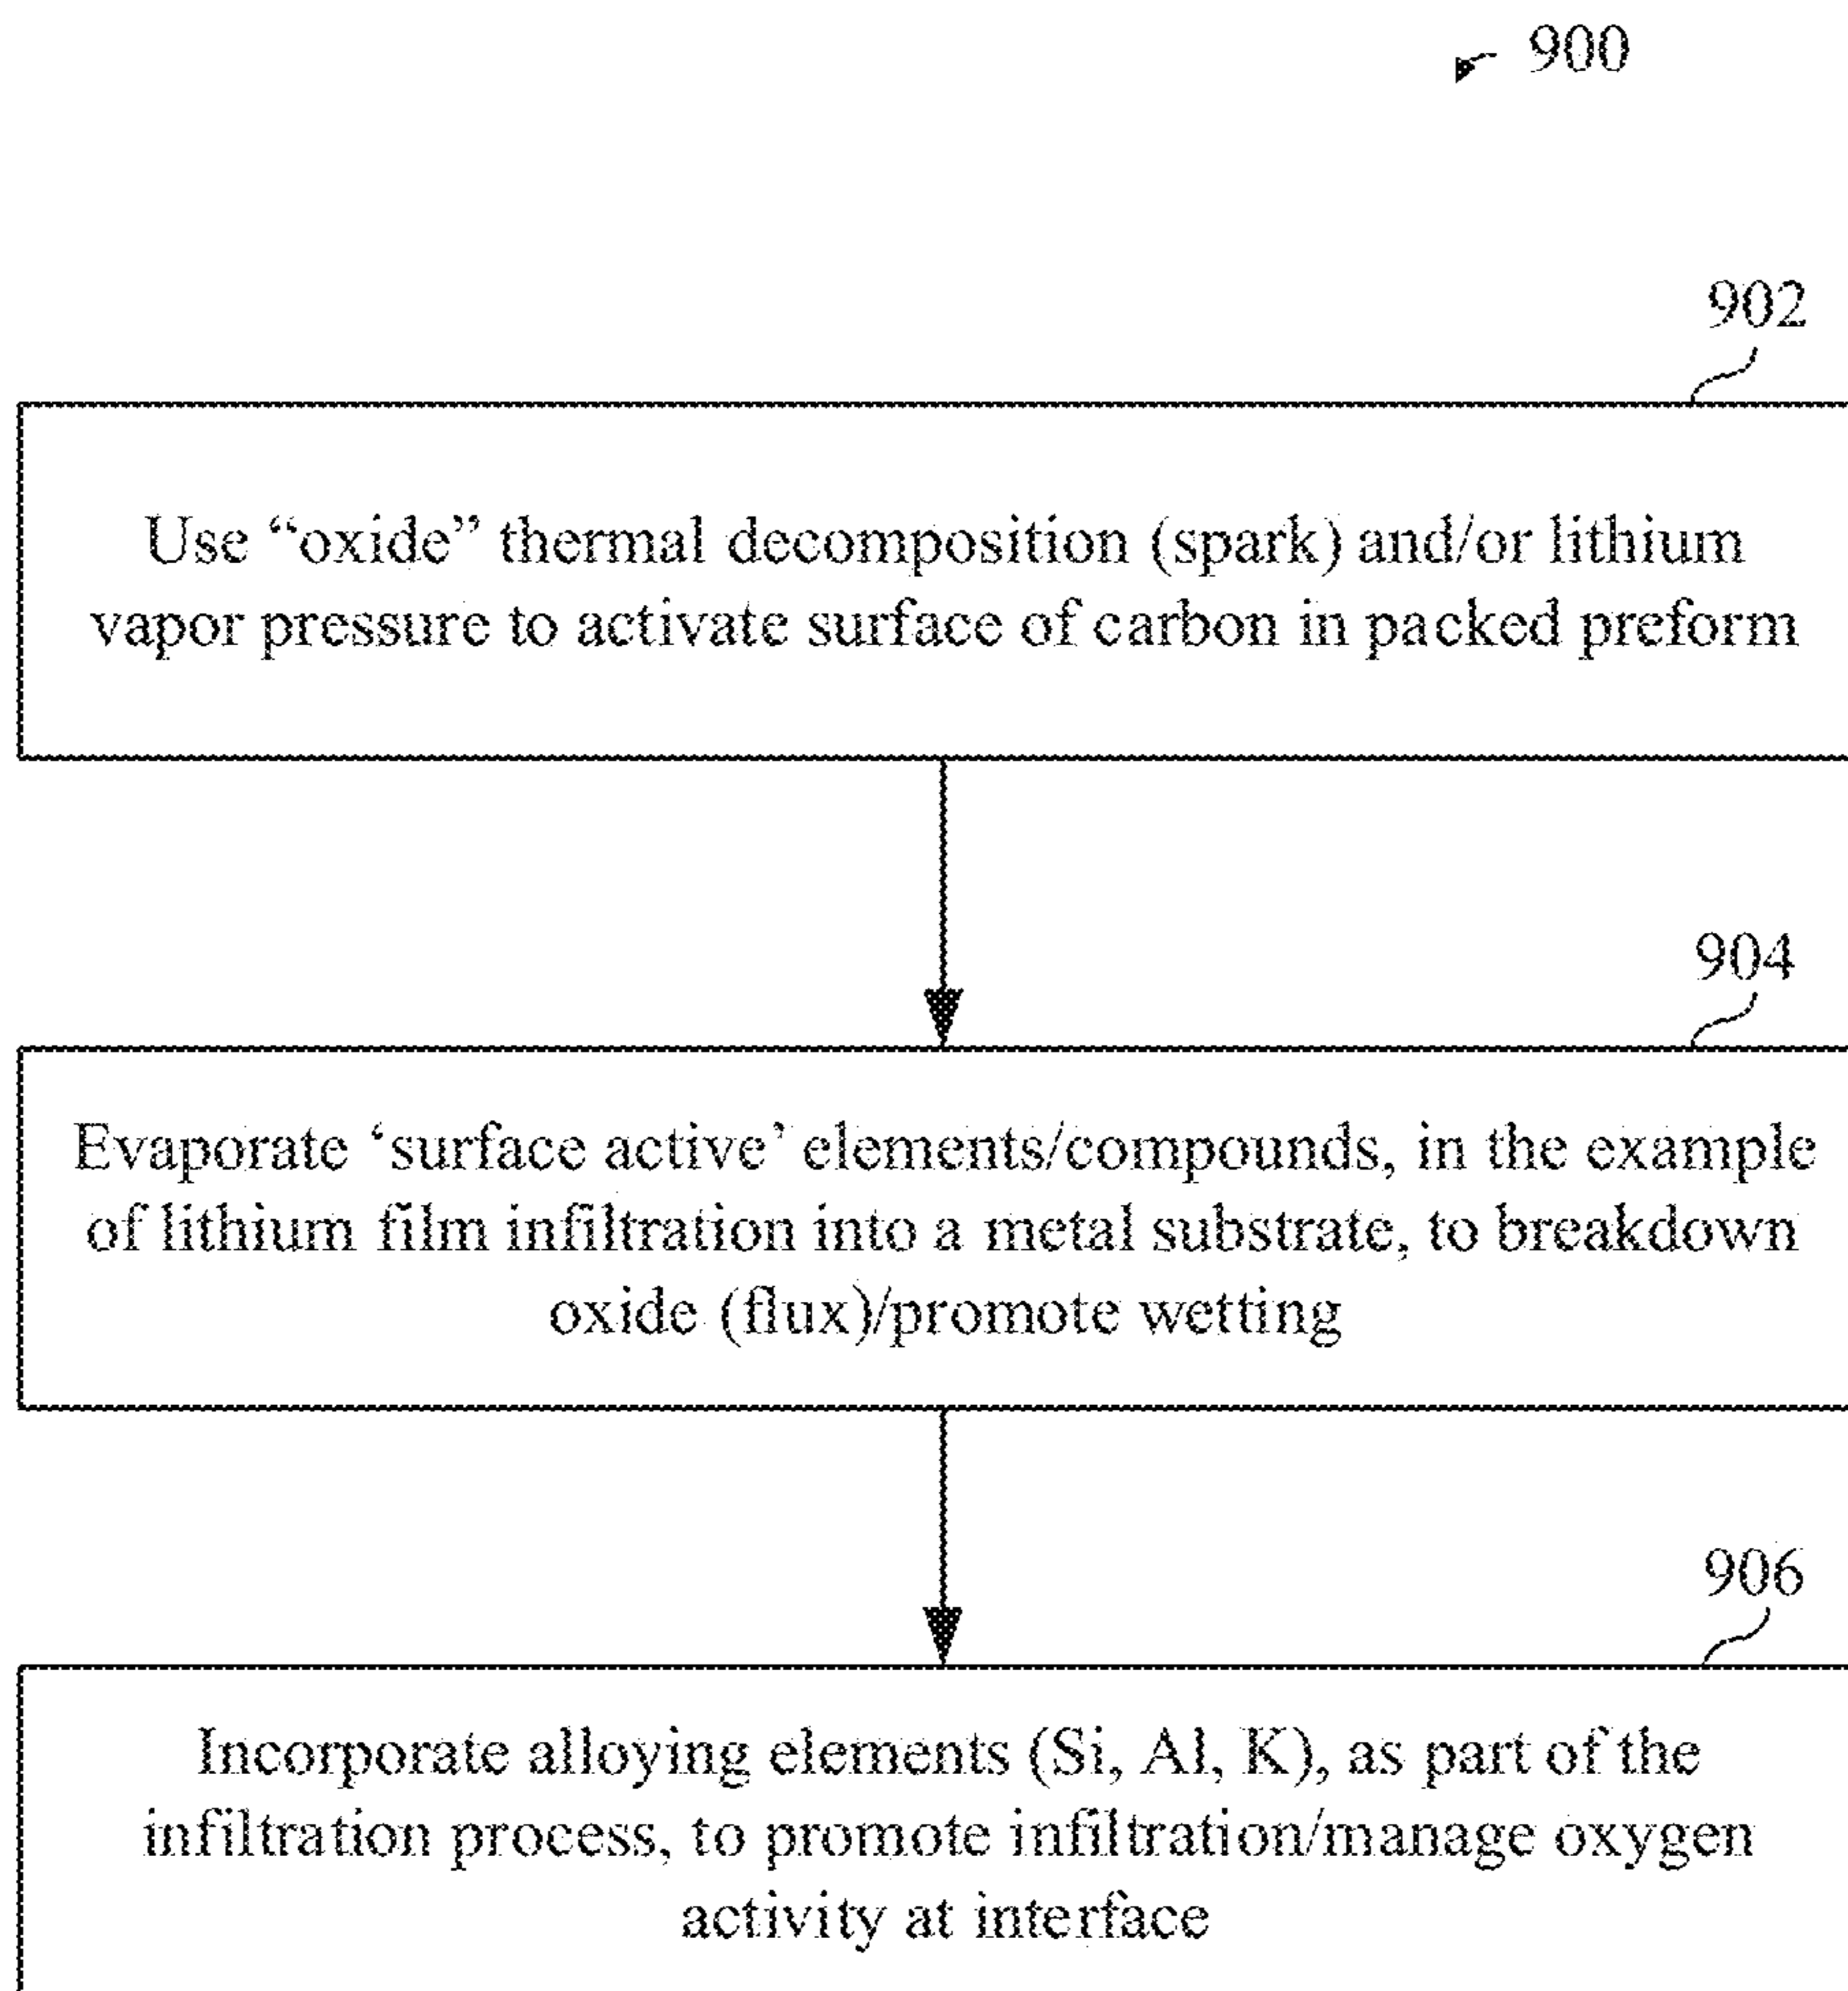 900
902
Use “oxide” thermal decomposition (spark) and/or lithium
vapor pressure to activate surface of carbon in packed preform
904
Evaporate ‘surface active’ elements/compounds, in the example
of lithium film infiltration into a metal substrate, to breakdown
oxide (flux)/promote wetting
906
Incorporate alloying elements (Si, Al, K), as part of the
infiltration process, to promote infiltration/manage oxygen
activity at interface